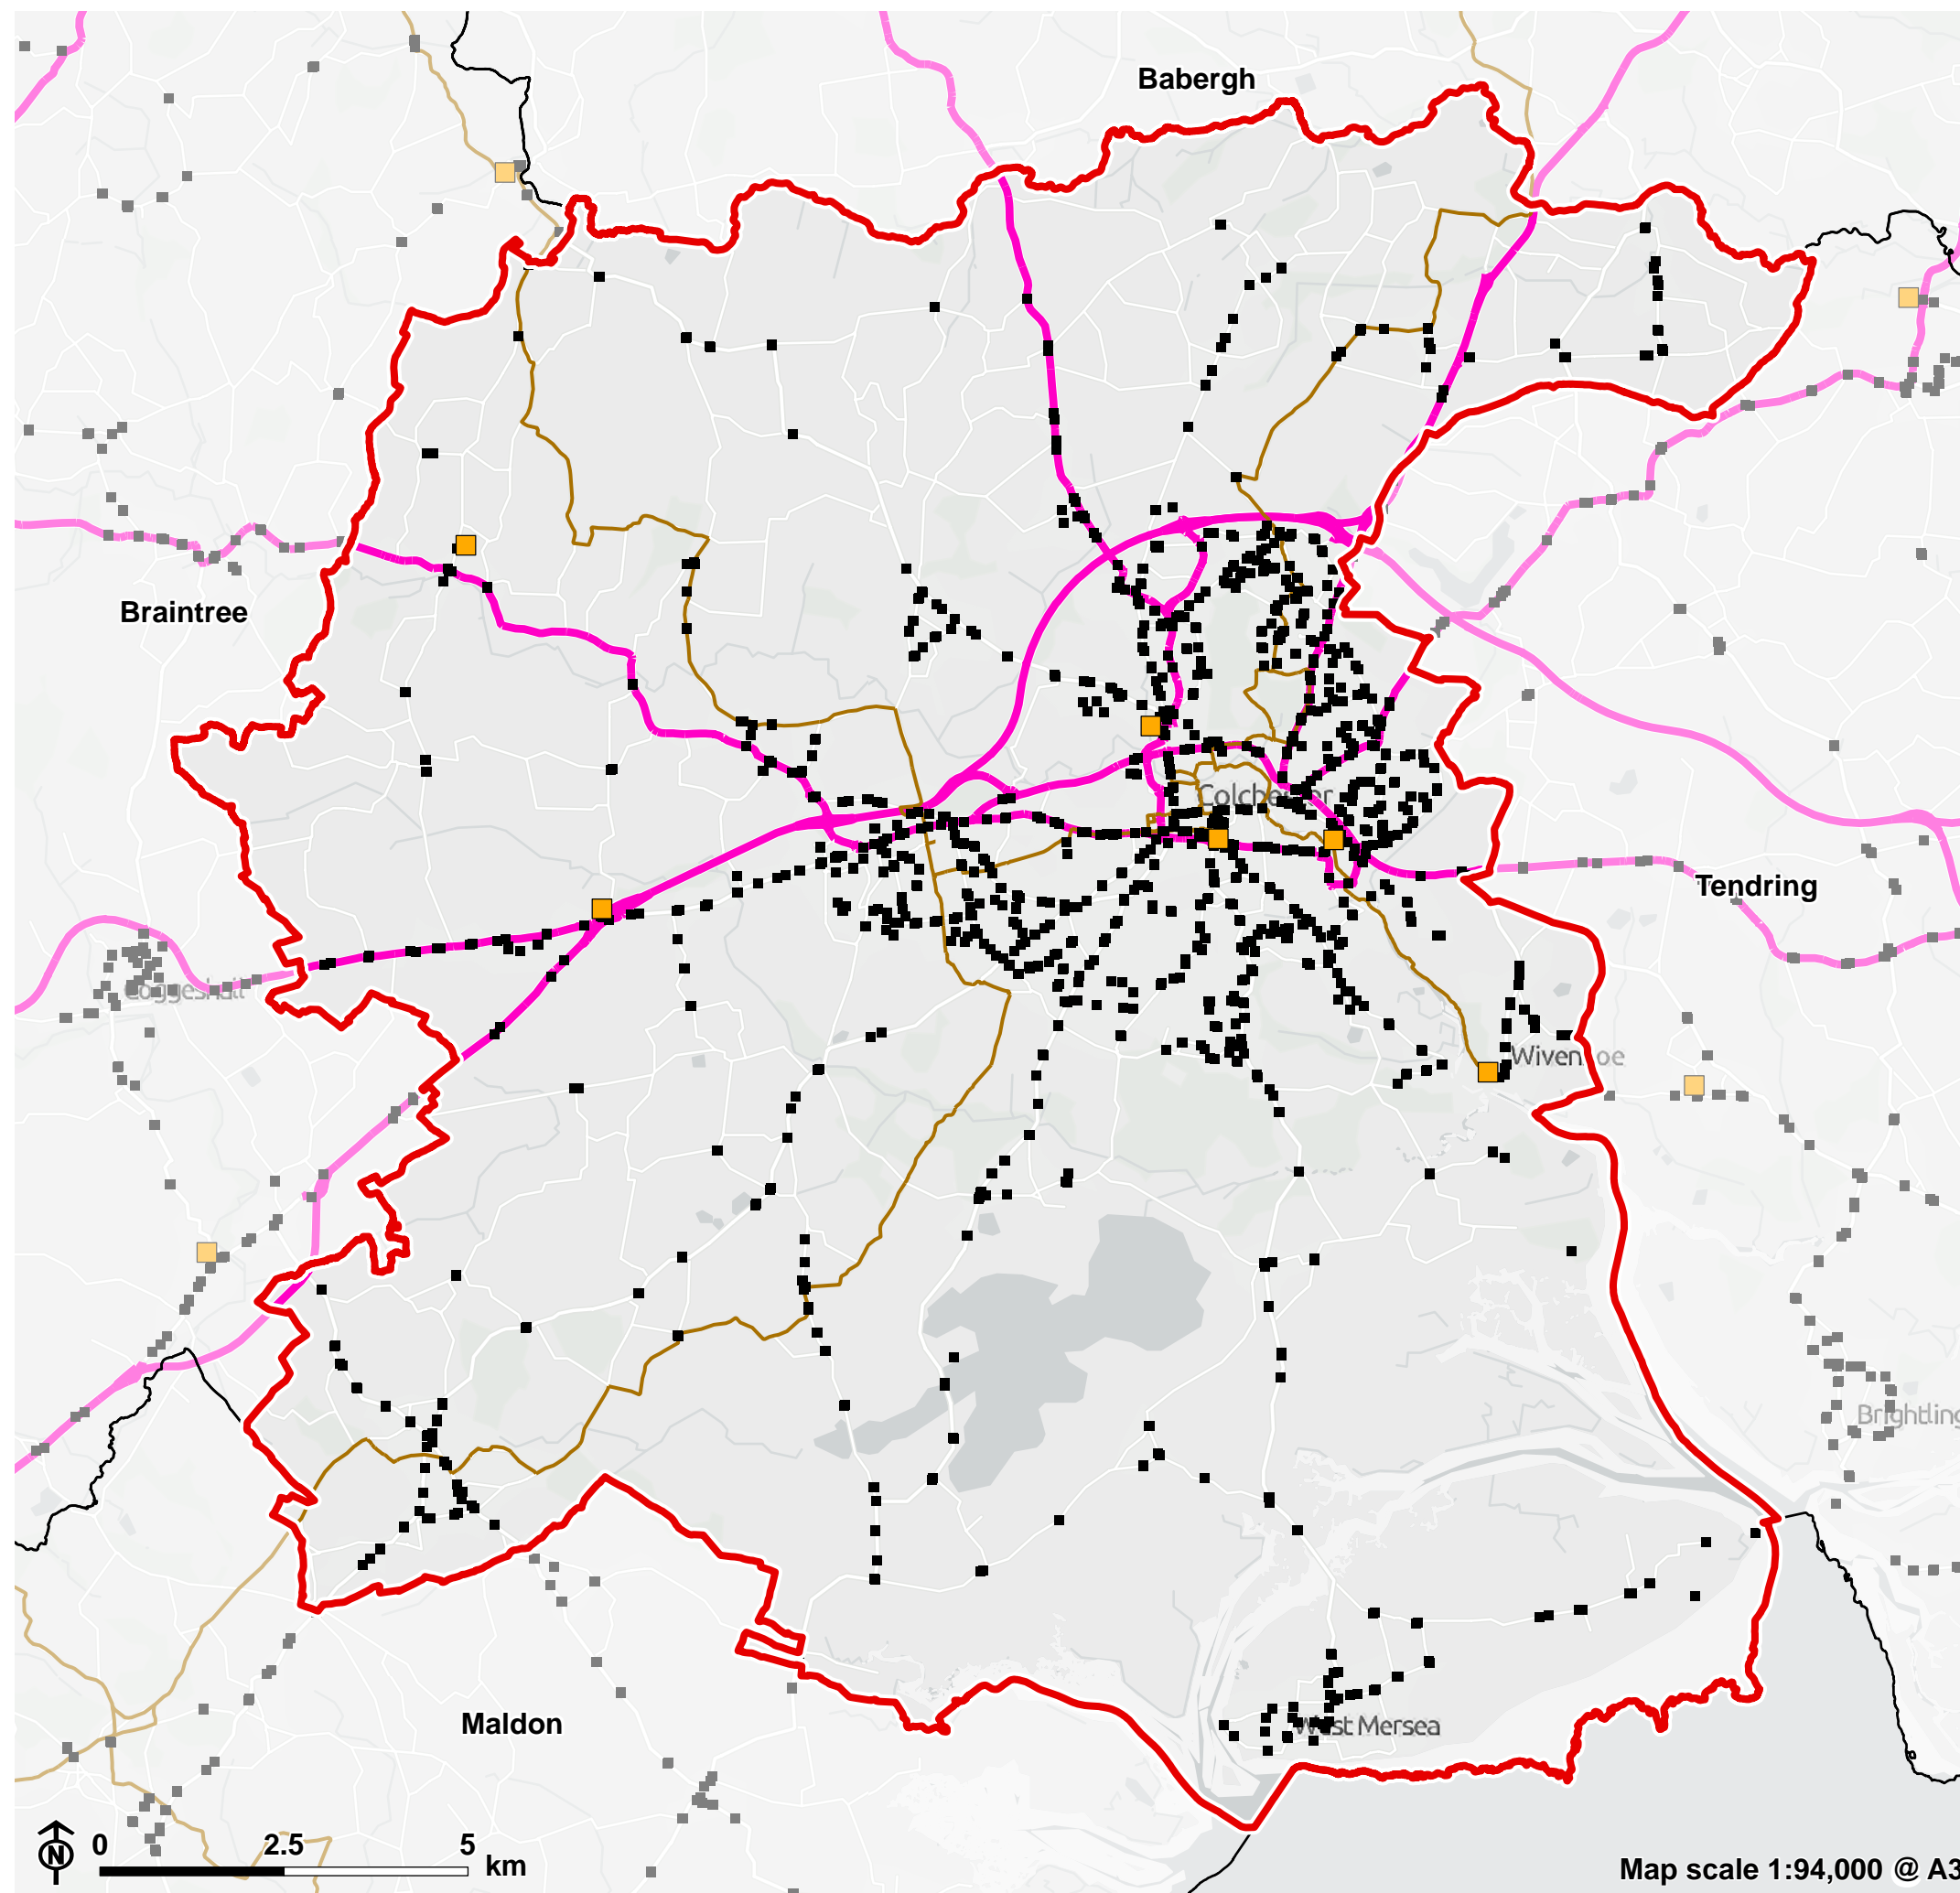 Babergh
Braintree
Colchester
Tendring
Coggeshall
Wivenhoe
Brightling
Maldon
West Mersea
N
0 2.5 5 km
Map scale 1:94,000 @ A3